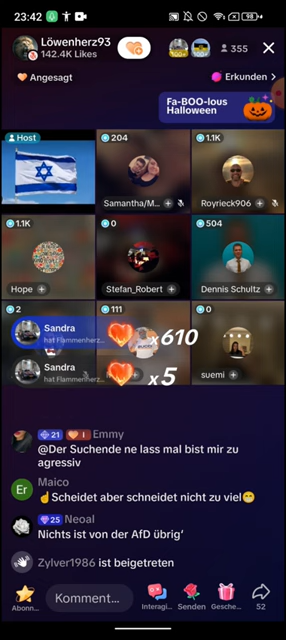 23:42
98
Löwenherz93
142.4K Likes
100+
100+
355
Angesagt
Erkunden
Fa-BOO-lous
Halloween
Host
204
1.1K
Samantha/M...
Royrieck906
1.1K
0
504
Hope
Stefan_Robert
Dennis Schultz
2
111
0
Sandra
hat Flammenherz...
x610
Sandra
hat Flammenherz...
x5
suemi
21 I Emmy
@Der Suchende ne lass mal bist mir zu
agressiv
Er
Maico
☝️Scheidet aber schneidet nicht zu viel😁
25 Neoal
Nichts ist von der AfD übrig‘
Zylver1986 ist beigetreten
Abonn...
Komment...
Interagi...
Senden
Gesche...
52